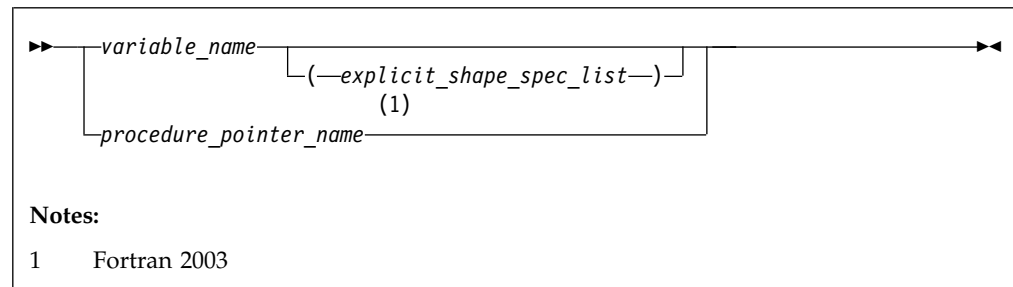 variable_name
(explicit_shape_spec_list)
(1)
procedure_pointer_name
Notes:
1 Fortran 2003